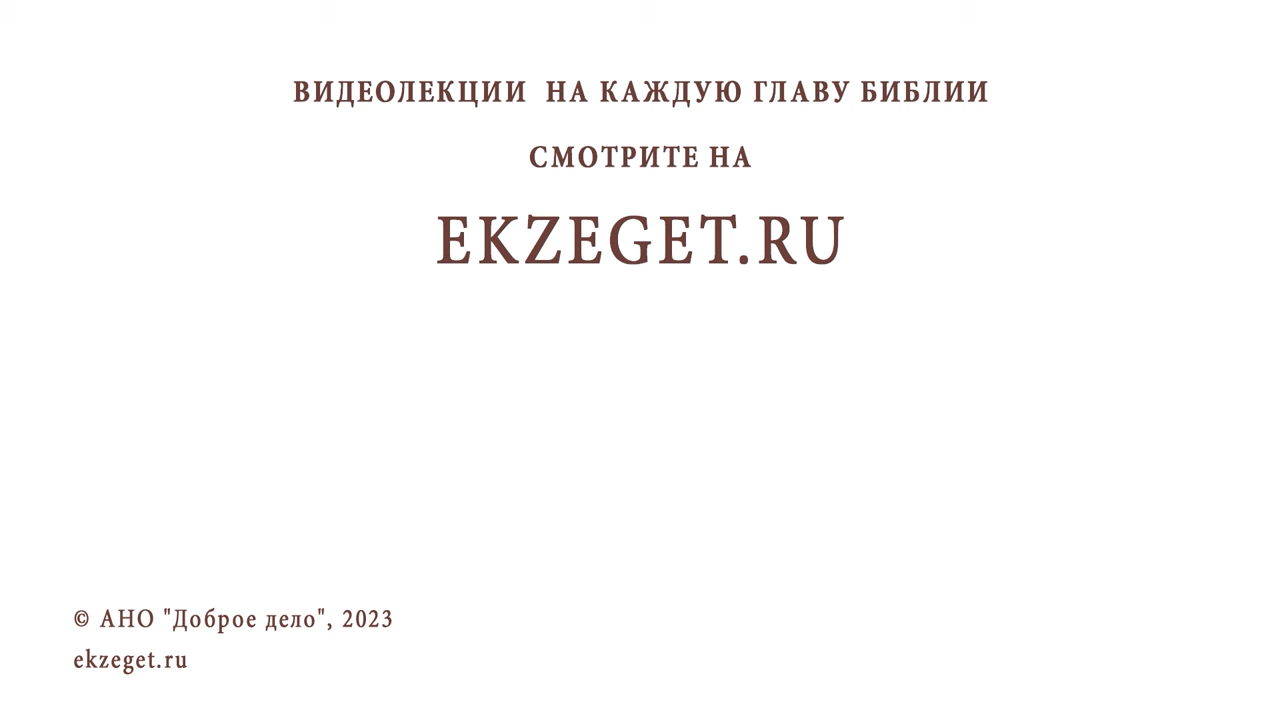 ВИДЕОЛЕКЦИИ НА КАЖДУЮ ГЛАВУ БИБЛИИ
СМОТРИТЕ НА
EKZEGET.RU
© АНО "Доброе дело", 2023
ekzeget.ru